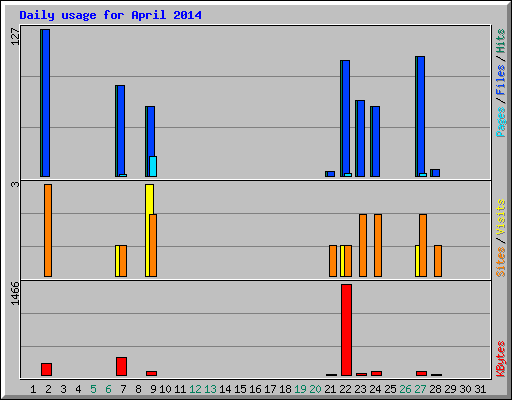 Daily usage for April 2014
127
Pages/Files/Hits
3
Sites/Visits
1466
KBytes
1 2 3 4 5 6 7 8 9 10 11 12 13 14 15 16 17 18 19 20 21 22 23 24 25 26 27 28 29 30 31